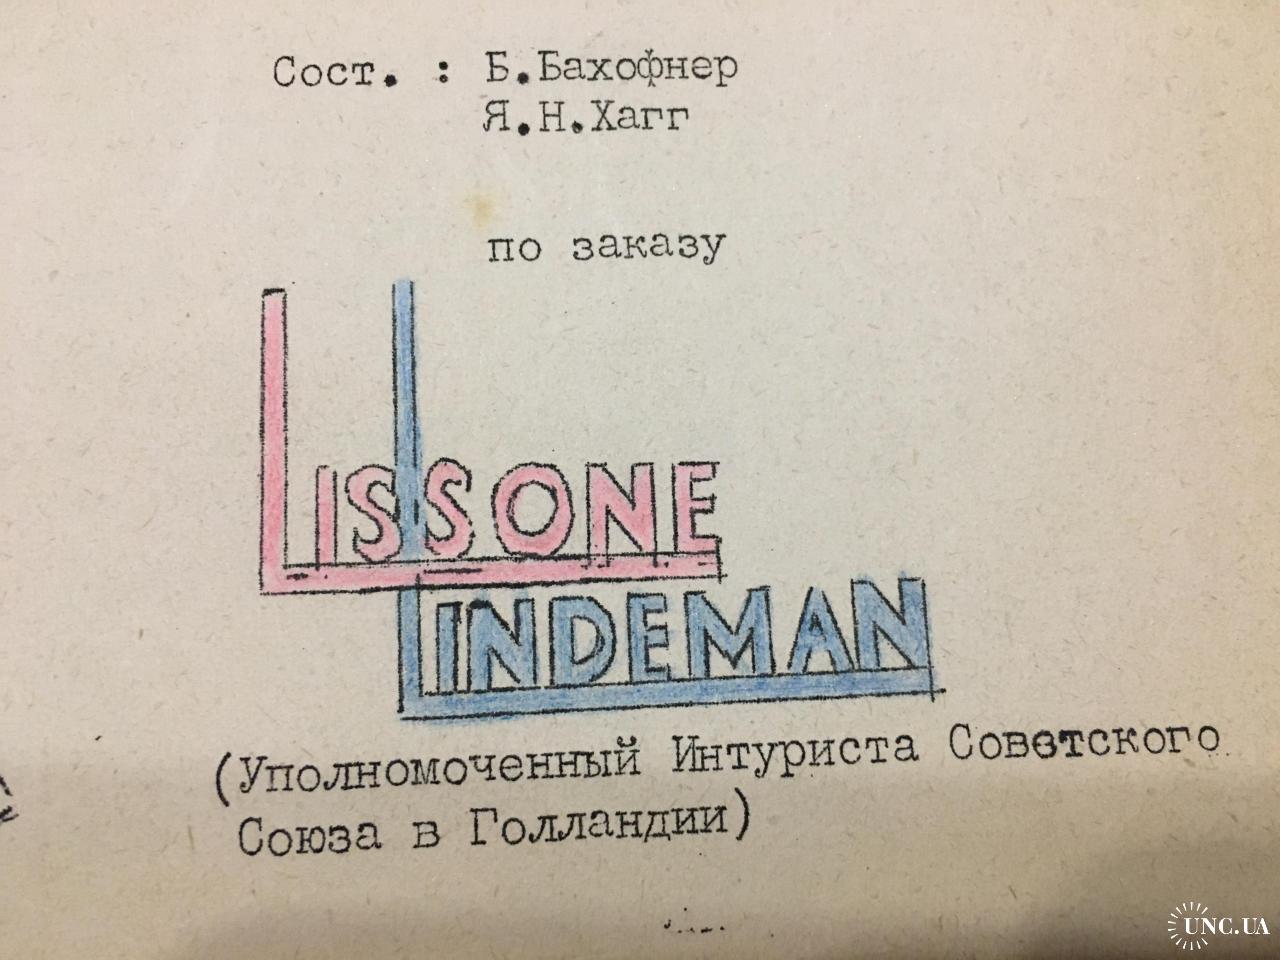 Сост. : Б.Бахофнер
Я.Н.Хагг
по заказу
LISSONE
LINDEMAN
(Уполномоченный Интуриста Советского
Союза в Голландии)
UNC.UA